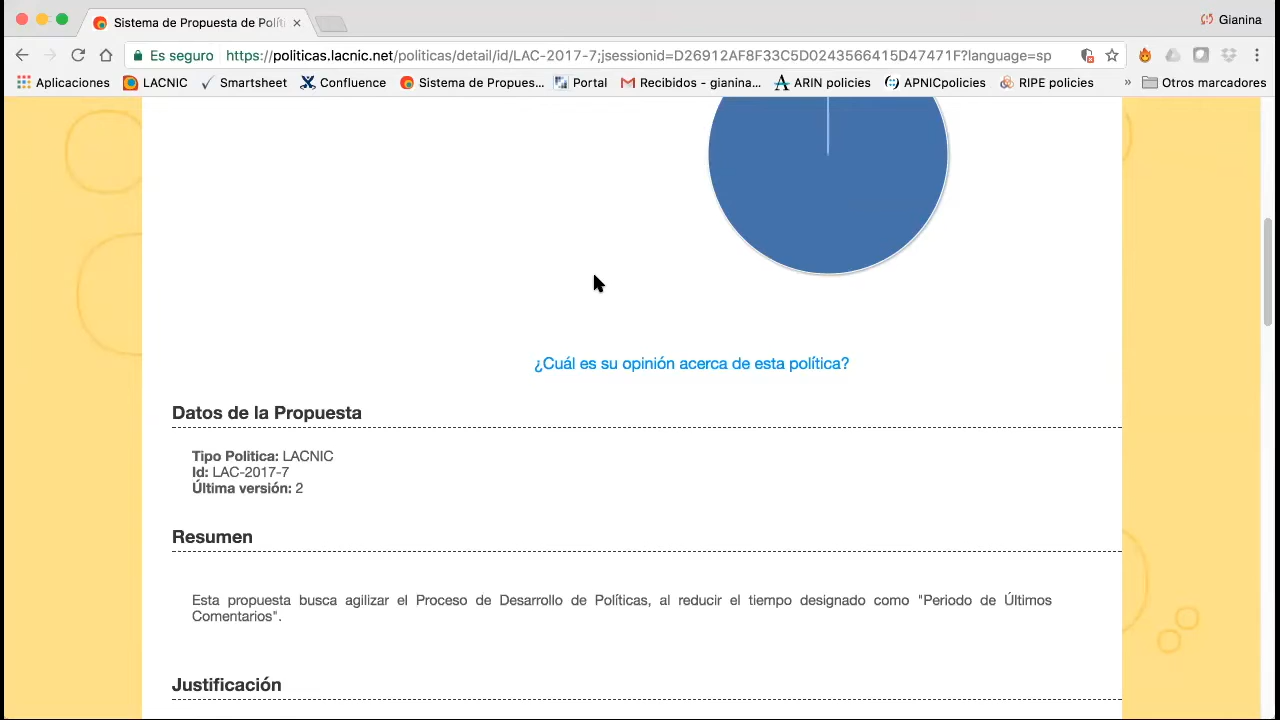 Sistema de Propuesta de Polít
Gianina
Es seguro https://politicas.lacnic.net/politicas/detail/id/LAC-2017-7;jsessionid=D26912AF8F33C5D0243566415D47471F?language=sp
Aplicaciones LACNIC Smartsheet Confluence Sistema de Propues... Portal Recibidos - gianina... ARIN policies APNICpolicies RIPE policies » Otros marcadores
¿Cuál es su opinión acerca de esta política?
Datos de la Propuesta
Tipo Politica: LACNIC
Id: LAC-2017-7
Última versión: 2
Resumen
Esta propuesta busca agilizar el Proceso de Desarrollo de Políticas, al reducir el tiempo designado como "Periodo de Últimos
Comentarios".
Justificación